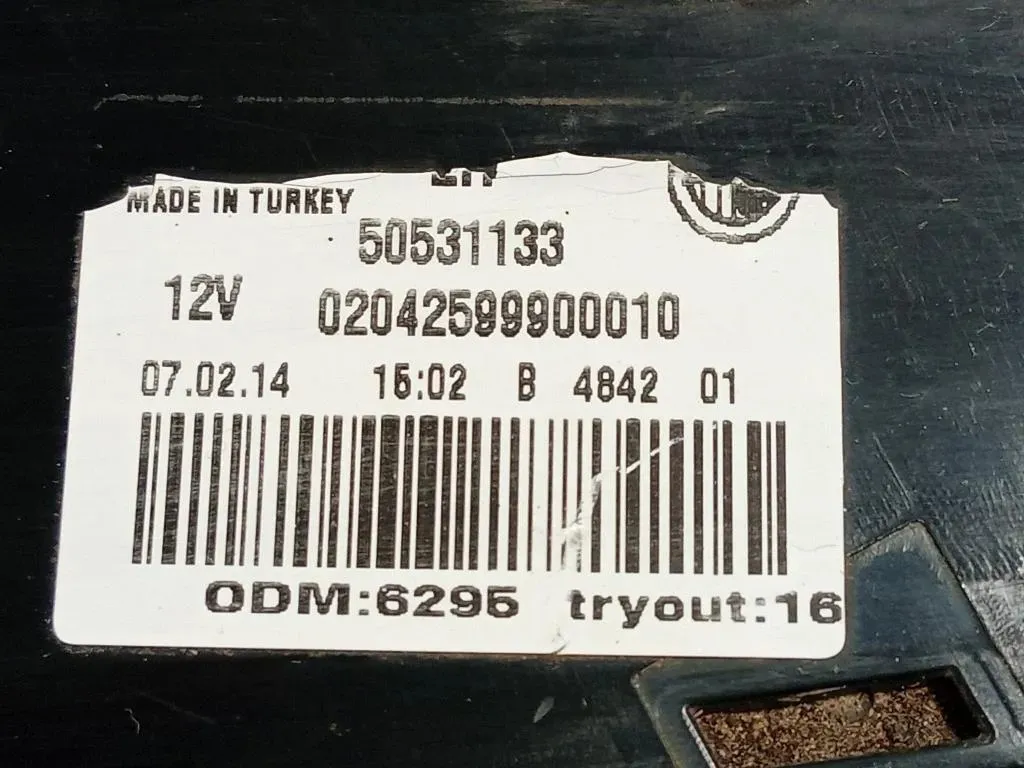 MADE IN TURKEY
50531133
12V 02042599900010
07.02.14 15:02 B 4842 01
ODM:6295 tryout:16